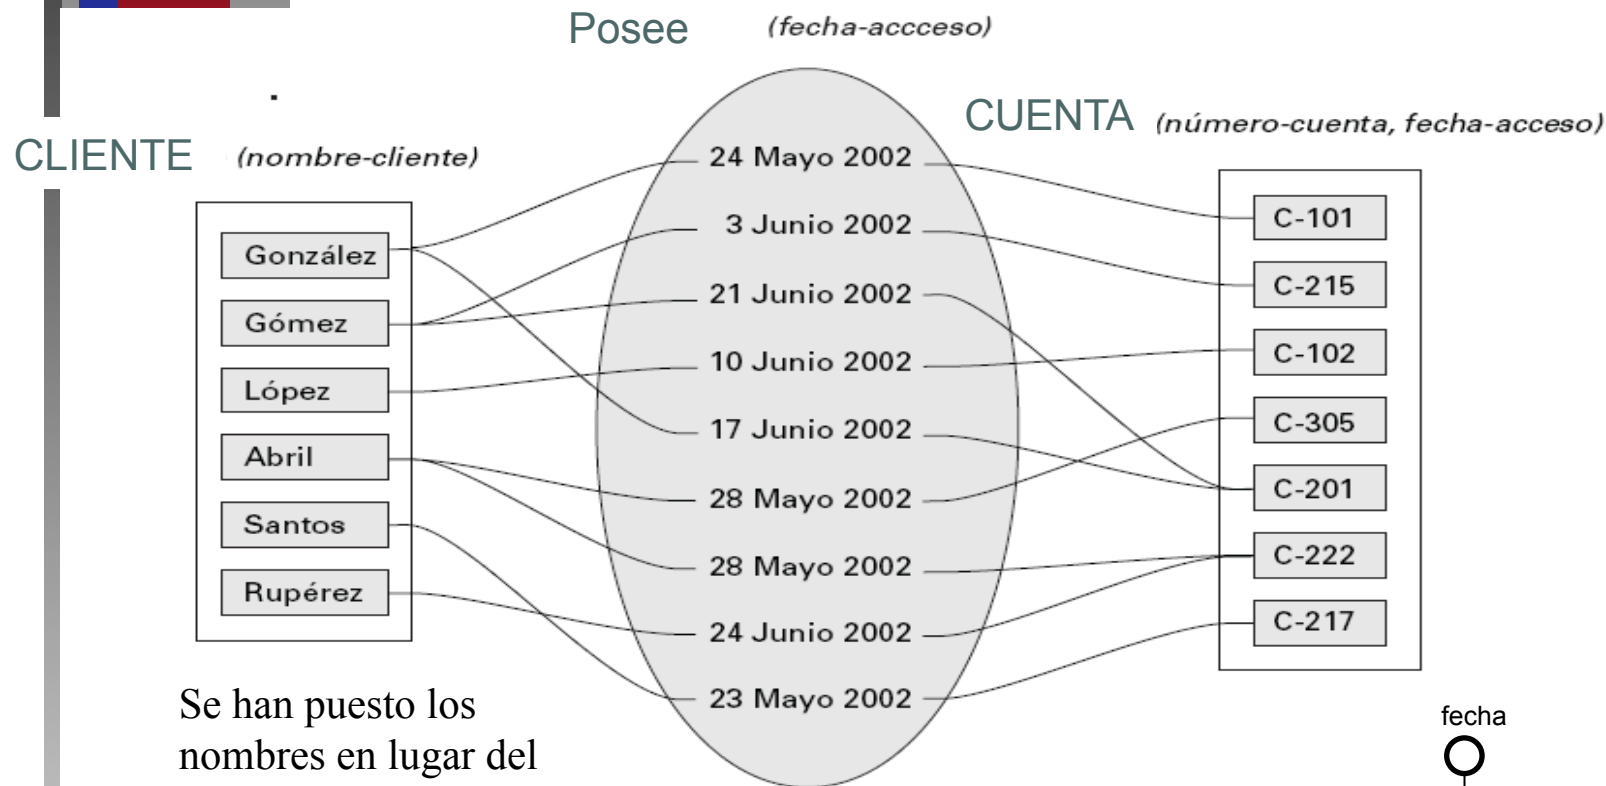 Posee (fecha-accceso)
CUENTA (número-cuenta, fecha-acceso)
CLIENTE (nombre-cliente)
González
Gómez
López
Abril
Santos
Rupérez
24 Mayo 2002
3 Junio 2002
21 Junio 2002
10 Junio 2002
17 Junio 2002
28 Mayo 2002
28 Mayo 2002
24 Junio 2002
23 Mayo 2002
C-101
C-215
C-102
C-305
C-201
C-222
C-217
Se han puesto los
nombres en lugar del
fecha